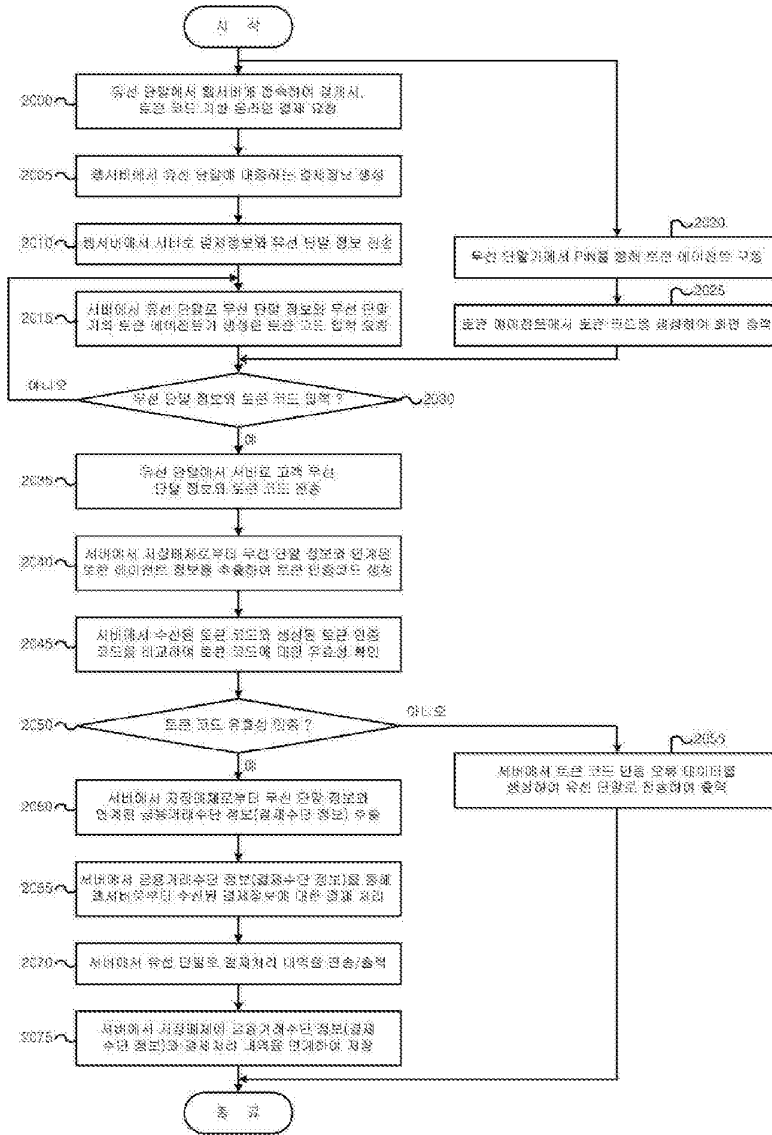 시 작
2000
유선 단말에서 웹서버에 접속하여 결제시,
토큰 코드 기반 온라인 결제 요청
2005
웹서버에서 유선 단말에 대응하는 결제정보 생성
2010
웹서버에서 서버로 결제정보와 유선 단말 정보 전송
2020
무선 단말기에서 PIN을 통해 토큰 에이전트 구동
2015
서버에서 유선 단말로 무선 단말 정보와 무선 단말
기의 토큰 에이전트가 생성한 토큰 코드 입력 요청
2025
토큰 에이전트에서 토큰 코드를 생성하여 화면 출력
아니오
무선 단말 정보와 토큰 코드 입력 ?
2030
예
2035
유선 단말에서 서버로 고객 무선
단말 정보와 토큰 코드 전송
2040
서버에서 저장매체로부터 무선 단말 정보와 연계된
토큰 에이전트 정보를 추출하여 토큰 인증코드 생성
2045
서버에서 수신된 토큰 코드와 생성된 토큰 인증
코드를 비교하여 토큰 코드에 대한 유효성 확인
2050
토큰 코드 유효성 인증 ?
아니오
예
2055
서버에서 토큰 코드 인증 오류 데이터를
생성하여 유선 단말로 전송하여 출력
2060
서버에서 저장매체로부터 무선 단말 정보와
연계된 금융거래수단 정보(결제수단 정보) 추출
2065
서버에서 금융거래수단 정보(결제수단 정보)를 통해
웹서버로부터 수신된 결제정보에 대한 결제 처리
2070
서버에서 유선 단말로 결제처리 내역을 전송/출력
2075
서버에서 저장매체에 금융거래수단 정보(결제
수단 정보)와 결제처리 내역을 연계하여 저장
종 료